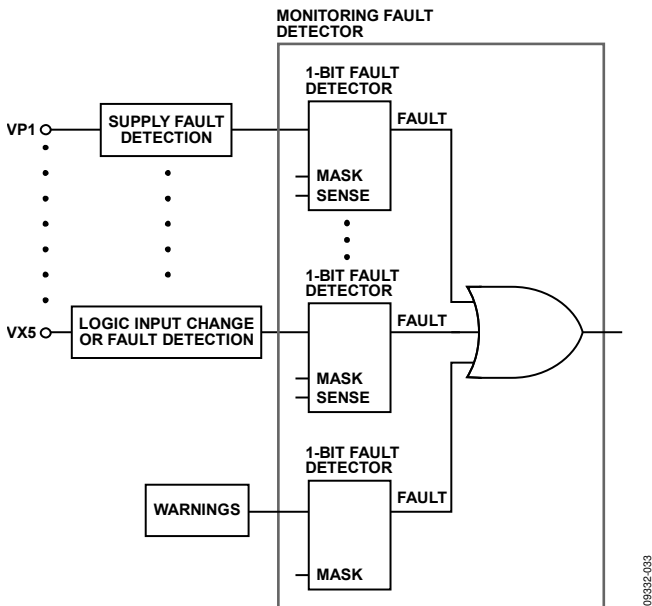 MONITORING FAULT
DETECTOR
1-BIT FAULT
DETECTOR
VP1
SUPPLY FAULT
DETECTION
FAULT
MASK
SENSE
1-BIT FAULT
DETECTOR
VX5
LOGIC INPUT CHANGE
OR FAULT DETECTION
FAULT
MASK
SENSE
1-BIT FAULT
DETECTOR
WARNINGS
FAULT
MASK
09332-033